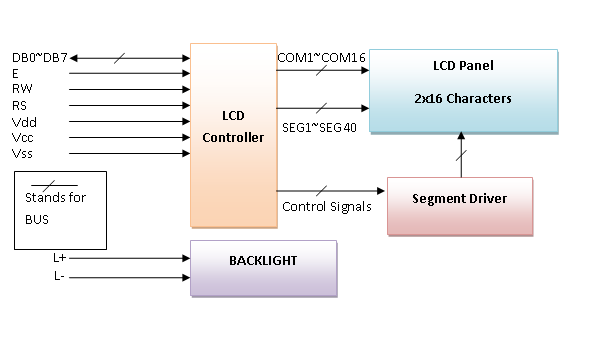 DB0~DB7
E
RW
RS
Vdd
Vcc
Vss
LCD
Controller
COM1~COM16
SEG1~SEG40
Control Signals
LCD Panel
2x16 Characters
Segment Driver
Stands for
BUS
L+
L-
BACKLIGHT